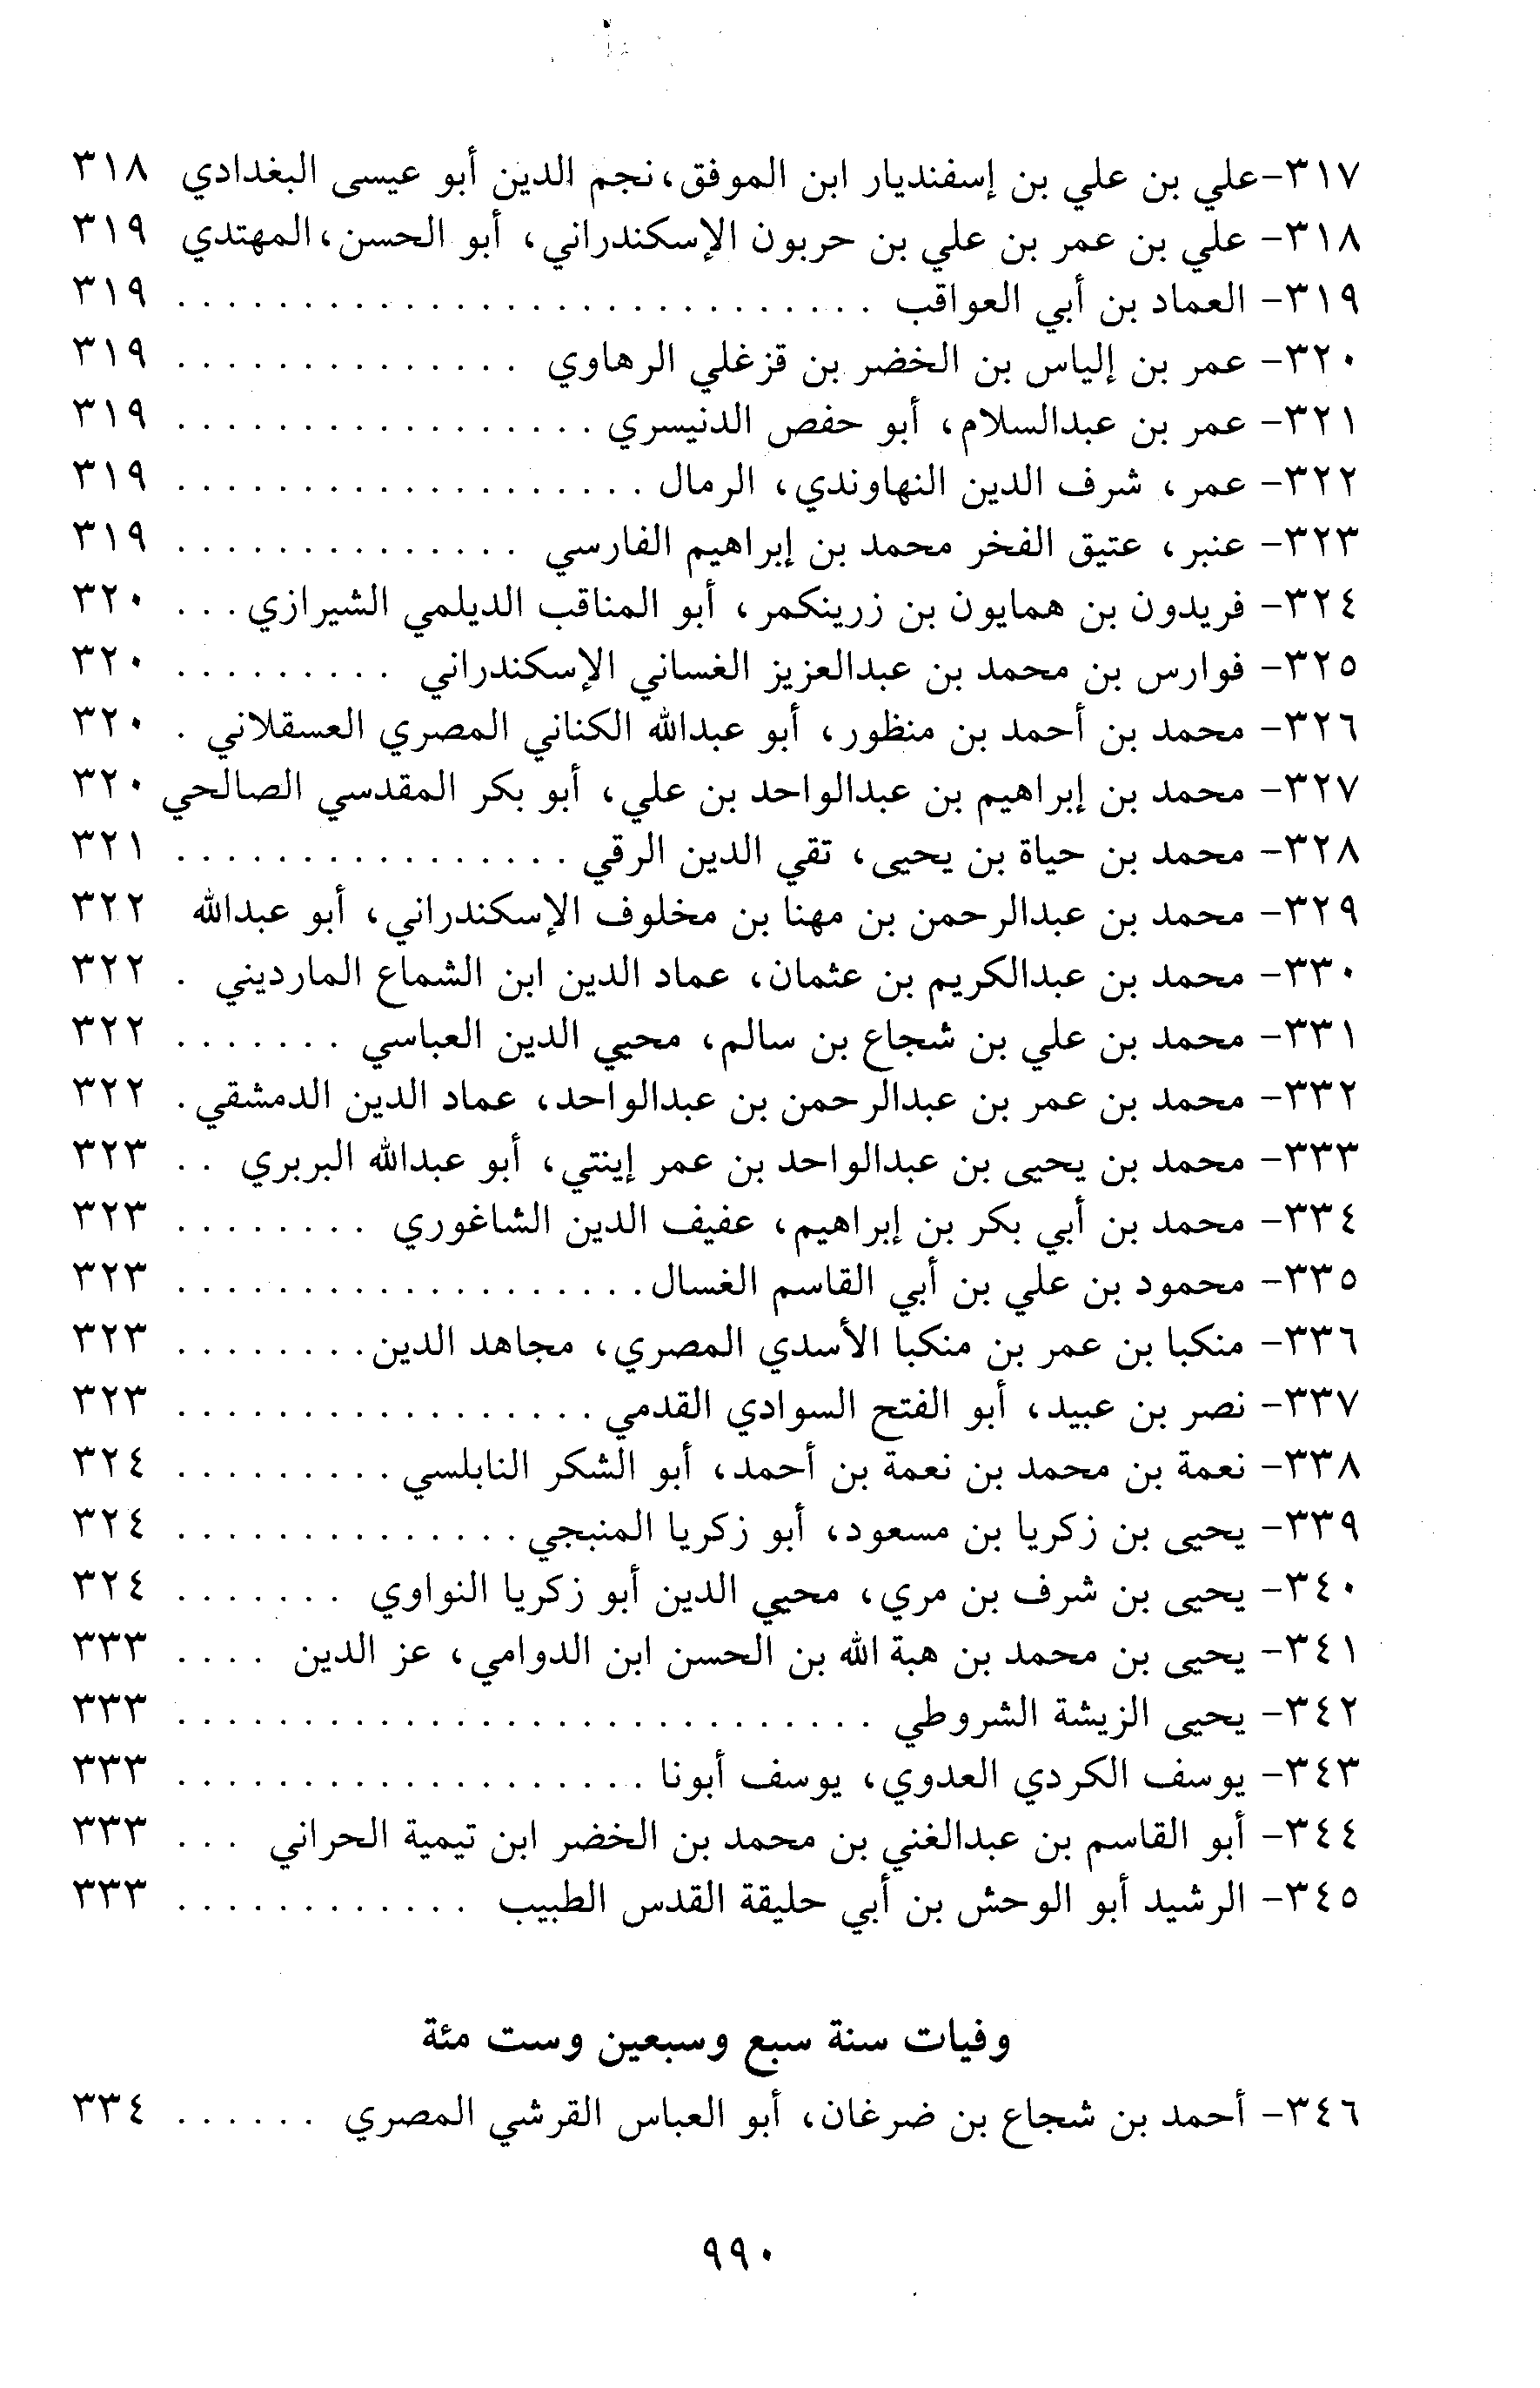 ٣١٧-علي بن علي بن إسفنديار ابن الموفق،نجم الدين أبو عيسى البغدادي ٣١٨
٣١٨- علي بن عمر بن علي بن حربون الإسكندراني، أبو الحسن،المهتدي ٣١٩
٣١٩- العماد بن أبي العواقب . . . . . . . . . . . . . . . . . . . . . . . . . . . . ٣١٩
٣٢٠- عمر بن إلياس بن الخضر بن قزغلي الرهاوي . . . . . . . . . . . . . . ٣١٩
٣٢١- عمر بن عبدالسلام، أبو حفص الدنيسري . . . . . . . . . . . . . . . . . ٣١٩
٣٢٢- عمر، شرف الدين النهاوندي، الرمال . . . . . . . . . . . . . . . . . . . ٣١٩
٣٢٣- عنبر، عتيق الفخر محمد بن إبراهيم الفارسي . . . . . . . . . . . . . . ٣١٩
٣٢٤- فريدون بن همايون بن زرينكمر، أبو المناقب الديلمي الشيرازي . . . ٣٢٠
٣٢٥- فوارس بن محمد بن عبدالعزيز الغساني الإسكندراني . . . . . . . . . ٣٢٠
٣٢٦- محمد بن أحمد بن منظور، أبو عبدالله الكناني المصري العسقلاني . ٣٢٠
٣٢٧- محمد بن إبراهيم بن عبدالواحد بن علي، أبو بكر المقدسي الصالحي ٣٢٠
٣٢٨- محمد بن حياة بن يحيى، تقي الدين الرقي . . . . . . . . . . . . . . . . ٣٢١
٣٢٩- محمد بن عبدالرحمن بن مهنا بن مخلوف الإسكندراني، أبو عبدالله ٣٢٢
٣٣٠- محمد بن عبدالكريم بن عثمان، عماد الدين ابن الشماع المارديني . ٣٢٢
٣٣١- محمد بن علي بن شجاع بن سالم، محيي الدين العباسي . . . . . . . ٣٢٢
٣٣٢- محمد بن عمر بن عبدالرحمن بن عبدالواحد، عماد الدين الدمشقي . ٣٢٢
٣٣٣- محمد بن يحيى بن عبدالواحد بن عمر إينتي، أبو عبدالله البربري . . ٣٢٣
٣٣٤- محمد بن أبي بكر بن إبراهيم، عفيف الدين الشاغوري . . . . . . . . ٣٢٣
٣٣٥- محمود بن علي بن أبي القاسم الغسال . . . . . . . . . . . . . . . . . . . ٣٢٣
٣٣٦- منكبا بن عمر بن منكبا الأسدي المصري، مجاهد الدين . . . . . . . . ٣٢٣
٣٣٧- نصر بن عبيد، أبو الفتح السوادي القدمي . . . . . . . . . . . . . . . . . ٣٢٣
٣٣٨- نعمة بن محمد بن نعمة بن أحمد، أبو الشكر النابلسي . . . . . . . . . ٣٢٤
٣٣٩- يحيى بن زكريا بن مسعود، أبو زكريا المنبجي . . . . . . . . . . . . . . ٣٢٤
٣٤٠- يحيى بن شرف بن مري، محيي الدين أبو زكريا النواوي . . . . . . . ٣٢٤
٣٤١- يحيى بن محمد بن هبة الله بن الحسن ابن الدوامي، عز الدين . . . . ٣٣٣
٣٤٢- يحيى الزيشة الشروطي . . . . . . . . . . . . . . . . . . . . . . . . . . . . ٣٣٣
٣٤٣- يوسف الكردي العدوي، يوسف أبونا . . . . . . . . . . . . . . . . . . . ٣٣٣
٣٤٤- أبو القاسم بن عبدالغني بن محمد بن الخضر ابن تيمية الحراني . . . ٣٣٣
٣٤٥- الرشيد أبو الوحش بن أبي حليقة القدس الطبيب . . . . . . . . . . . . ٣٣٣
وفيات سنة سبع وسبعين وست مئة
٣٤٦- أحمد بن شجاع بن ضرغان، أبو العباس القرشي المصري . . . . . . ٣٣٤
٩٩٠